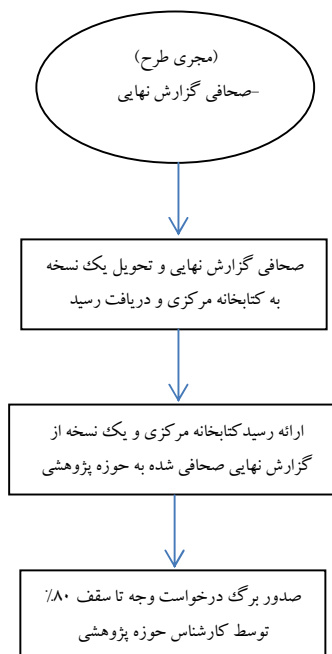 (مجری طرح)
-صحافی گزارش نهایی
صحافی گزارش نهایی و تحویل یک نسخه
به کتابخانه مرکزی و دریافت رسید
ارائه رسیدکتابخانه مرکزی و یک نسخه از
گزارش نهایی صحافی شده به حوزه پژوهشی
صدور برگ درخواست وجه تا سقف ۸۰٪
توسط کارشناس حوزه پژوهشی